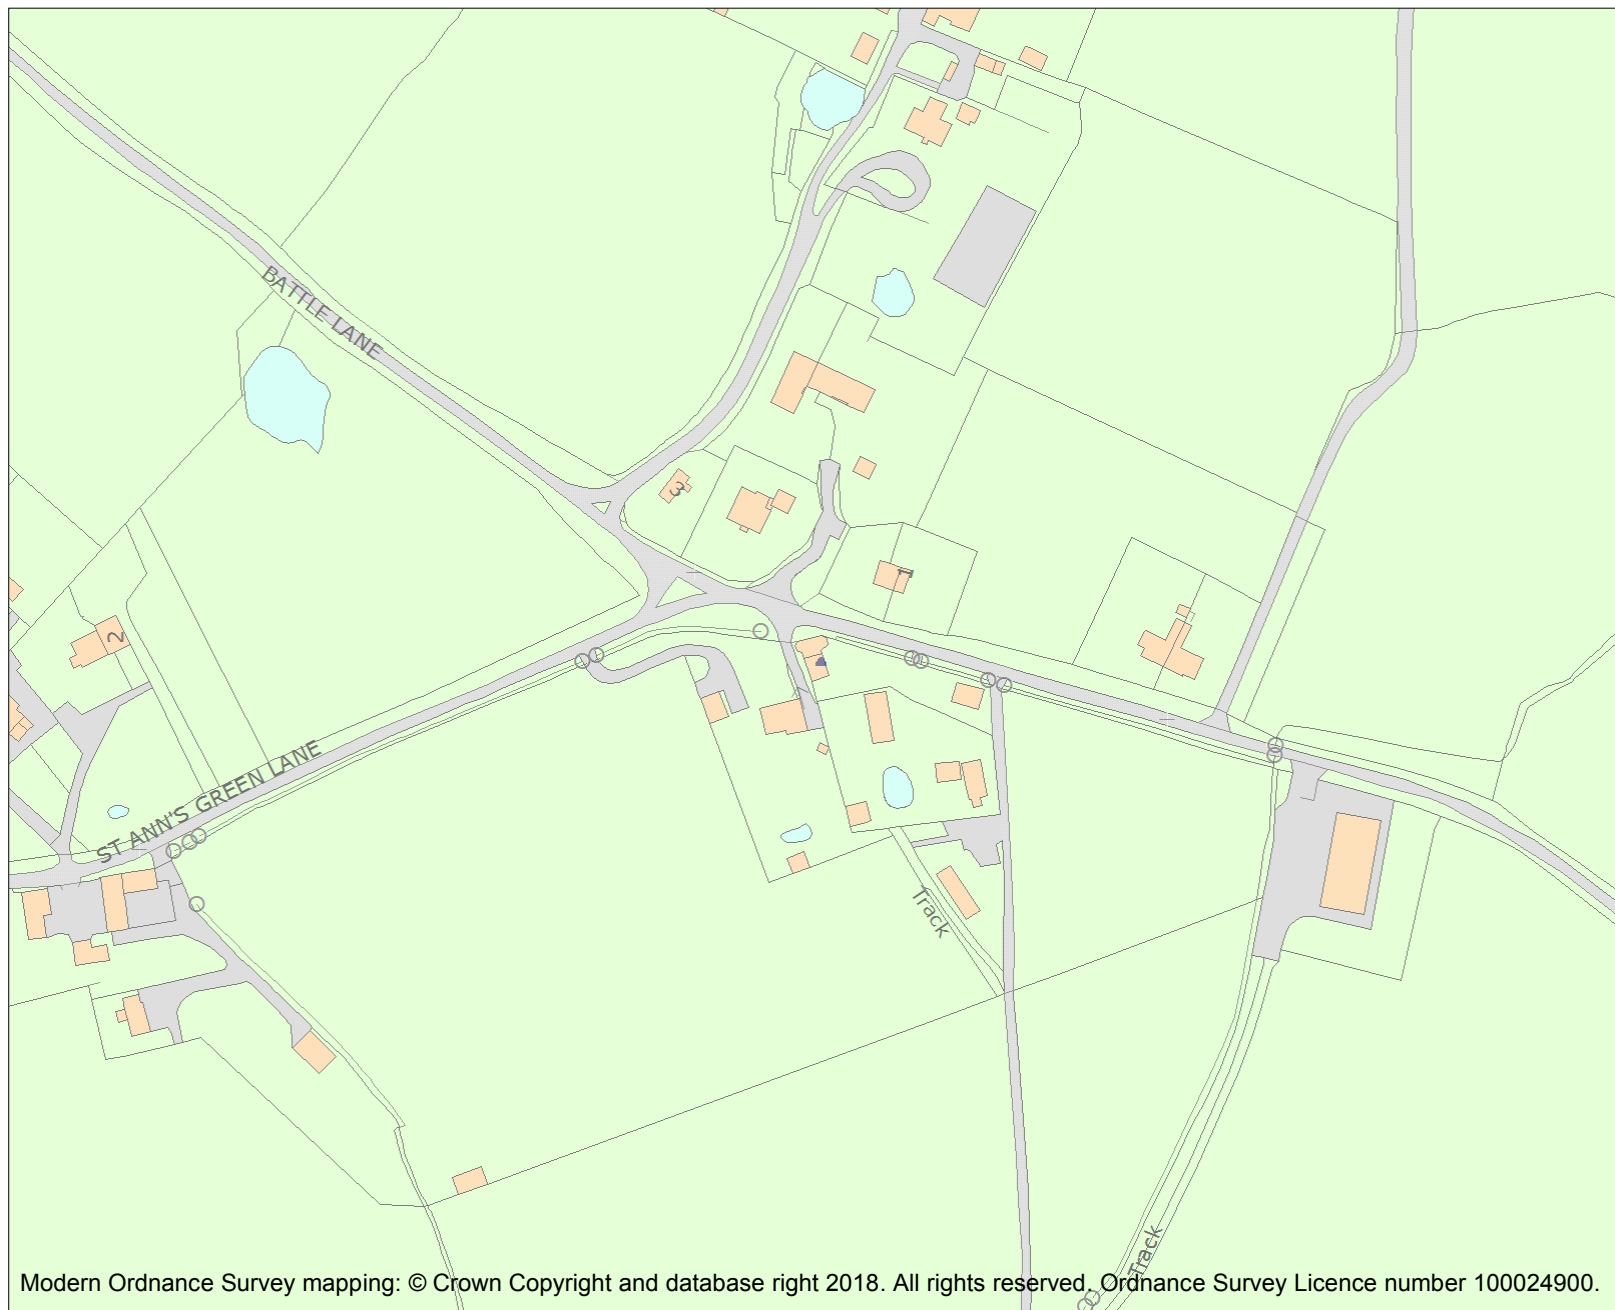 BATTLE LANE
3
1
2
ST ANN'S GREEN LANE
Track
Track
Modern Ordnance Survey mapping: © Crown Copyright and database right 2018. All rights reserved. Ordnance Survey Licence number 100024900.